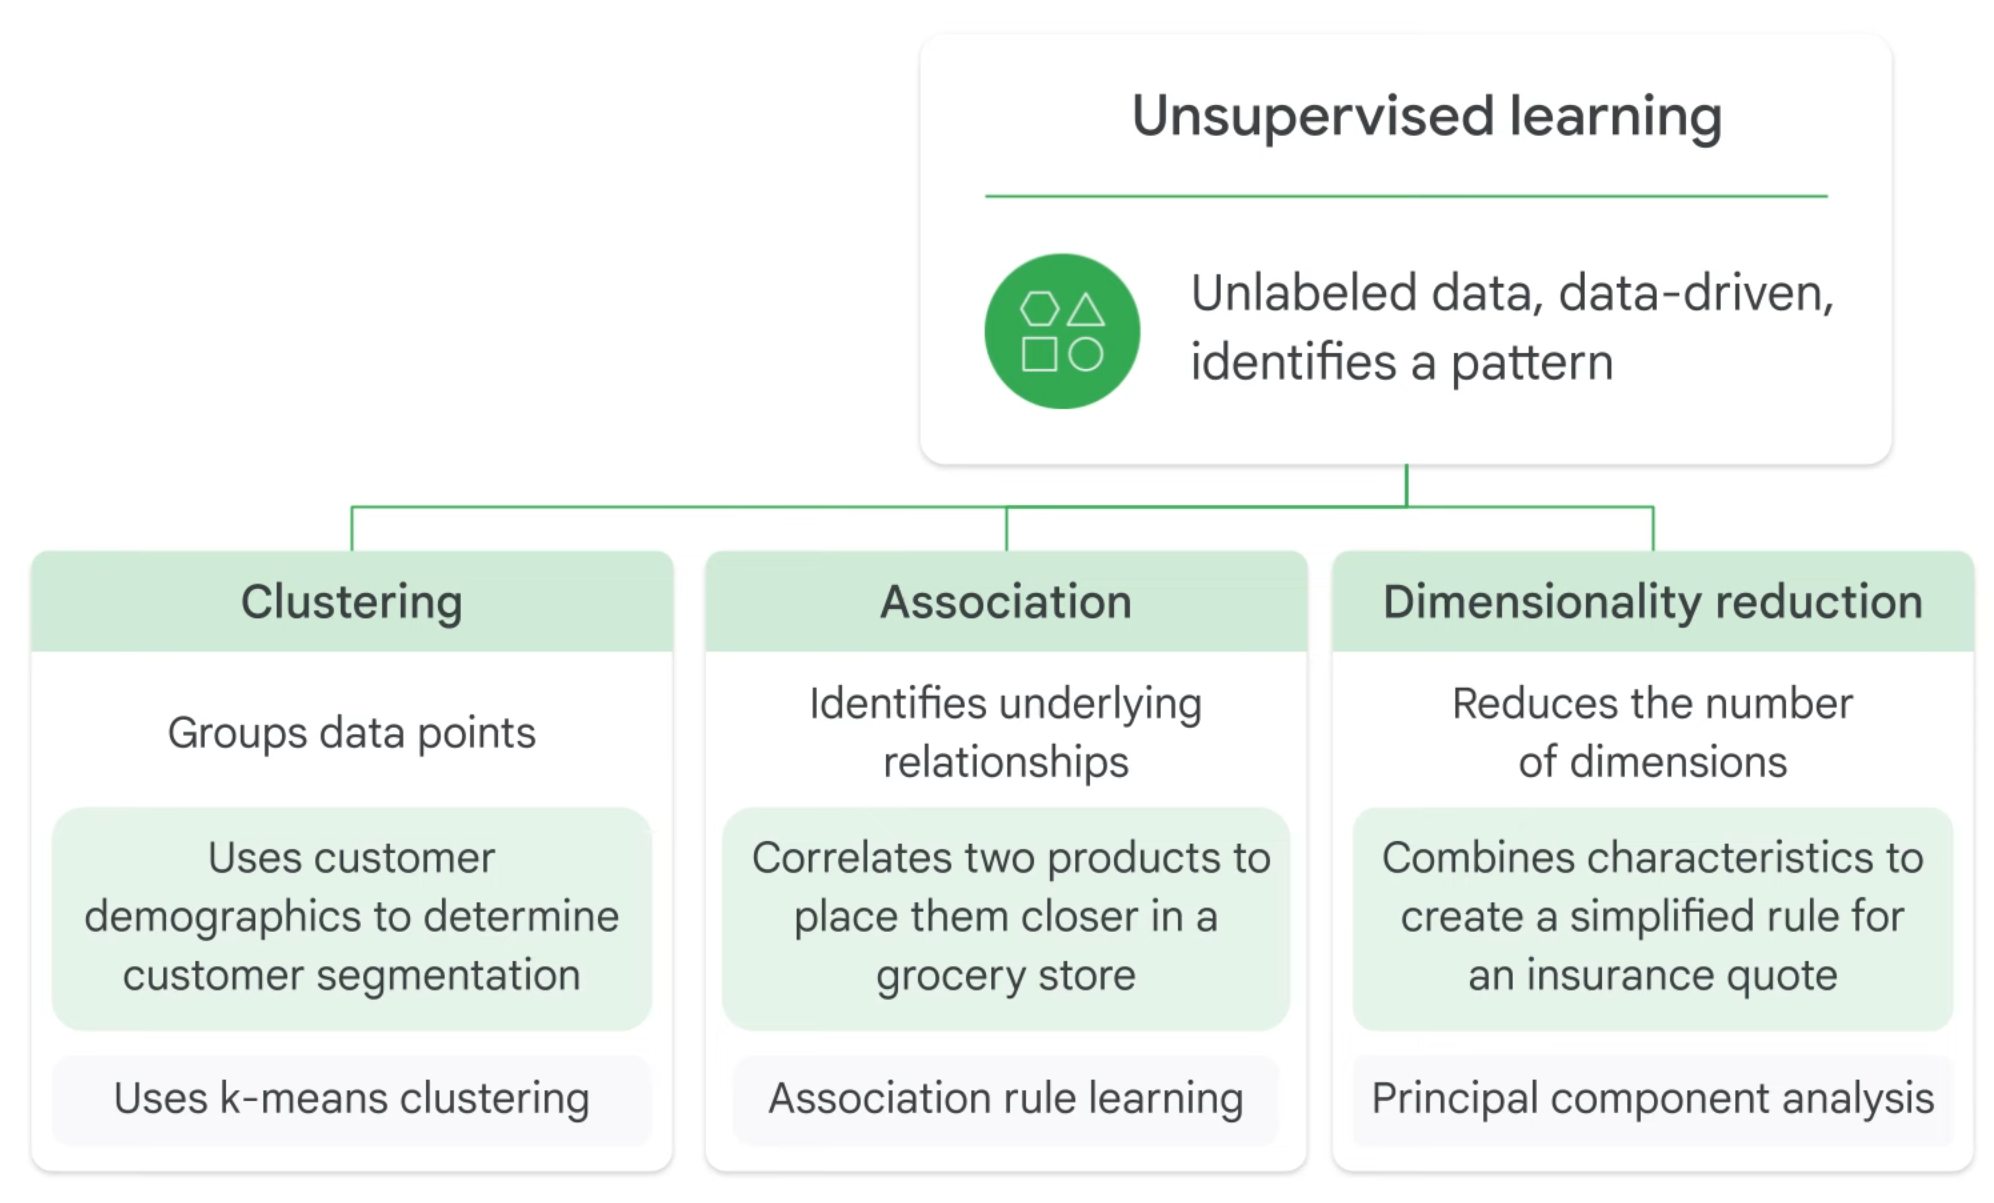 Unsupervised learning
Unlabeled data, data-driven,
identifies a pattern
Clustering
Groups data points
Uses customer
demographics to determine
customer segmentation
Uses k-means clustering
Association
Identifies underlying
relationships
Correlates two products to
place them closer in a
grocery store
Association rule learning
Dimensionality reduction
Reduces the number
of dimensions
Combines characteristics to
create a simplified rule for
an insurance quote
Principal component analysis